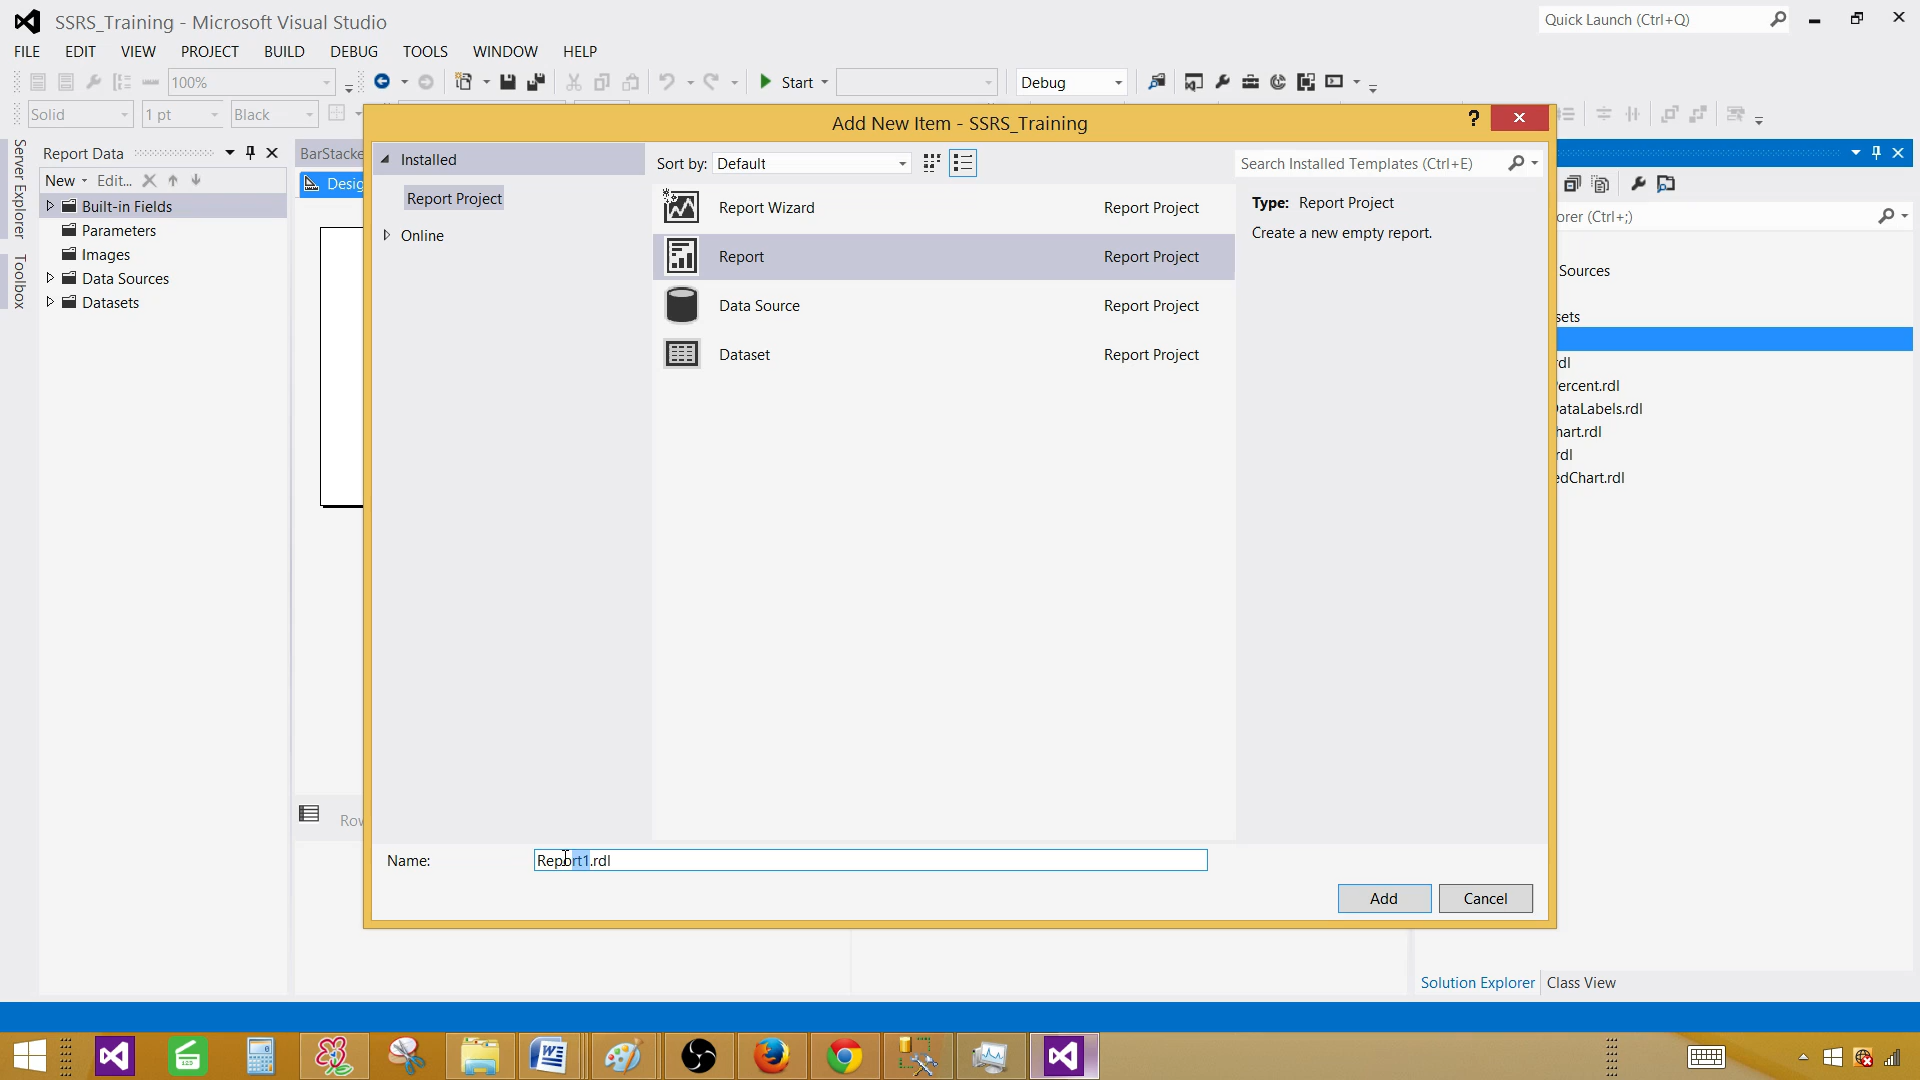 SSRS_Training - Microsoft Visual Studio
Quick Launch (Ctrl+Q)
FILE EDIT VIEW PROJECT BUILD DEBUG TOOLS WINDOW HELP
100%
Start
Debug
Solid
1 pt
Black
Add New Item - SSRS_Training
?
Server Explorer
Toolbox
Report Data
New Edit...
Built-in Fields
Parameters
Images
Data Sources
Datasets
BarStacke
Desig
Row
Installed
Report Project
Online
Sort by: Default
Search Installed Templates (Ctrl+E)
Report Wizard Report Project
Report Report Project
Data Source Report Project
Dataset Report Project
Type: Report Project
Create a new empty report.
Name: Report1.rdl
Add Cancel
orer (Ctrl+;)
Sources
sets
rdl
ercent.rdl
DataLabels.rdl
hart.rdl
rdl
edChart.rdl
Solution Explorer Class View
123